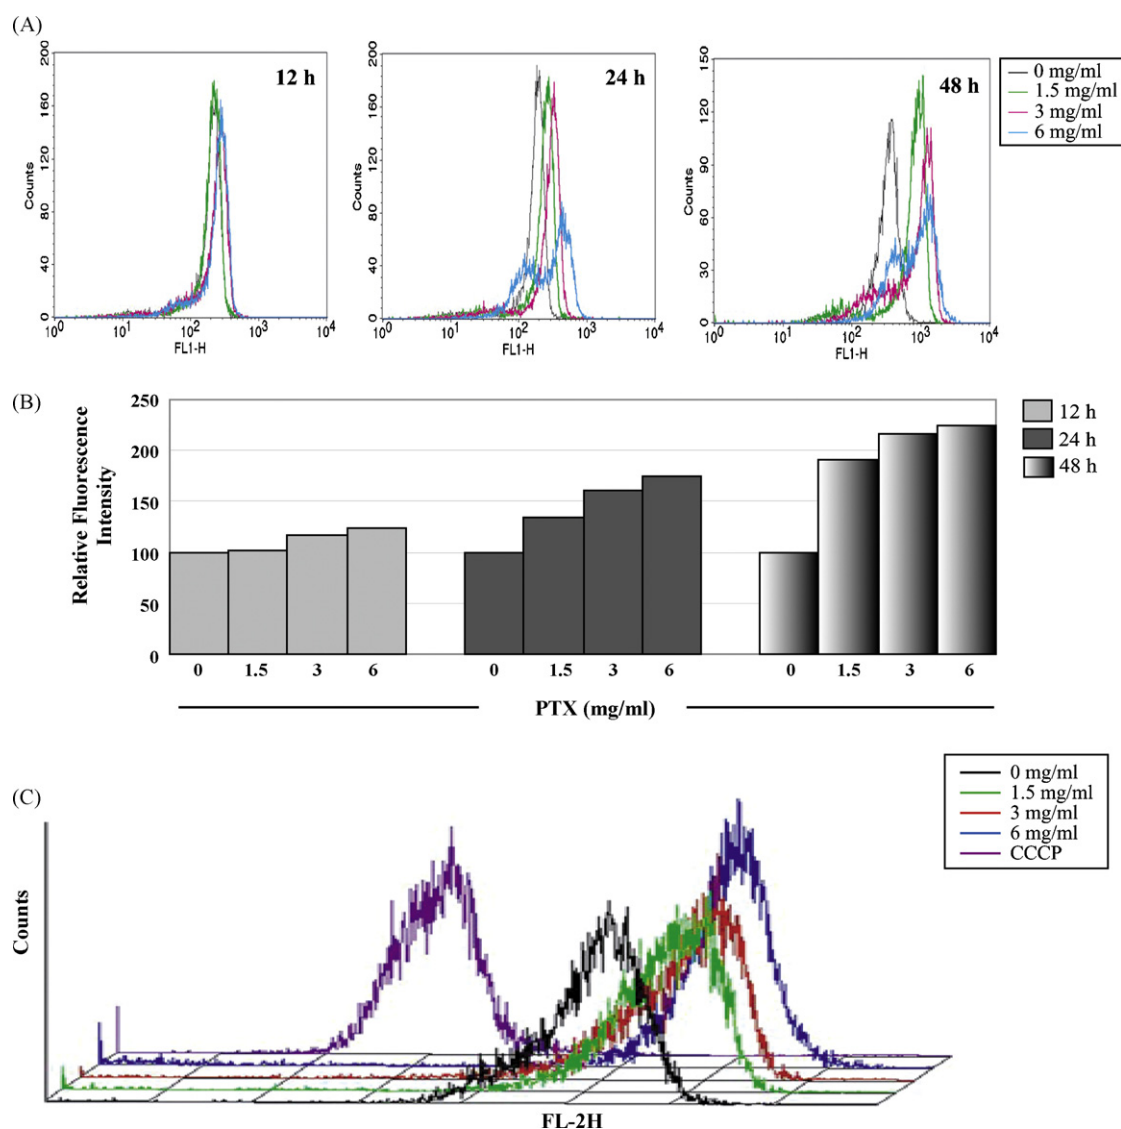 (A)
12 h
24 h
48 h
0 mg/ml
1.5 mg/ml
3 mg/ml
6 mg/ml
Counts
200
160
120
80
40
0
10^0 10^1 10^2 10^3 10^4
FL1-H
Counts
200
160
120
80
40
0
10^0 10^1 10^2 10^3 10^4
FL1-H
Counts
150
120
90
60
30
0
10^0 10^1 10^2 10^3 10^4
FL1-H
(B)
Relative Fluorescence
Intensity
250
200
150
100
50
0
12 h
24 h
48 h
0 1.5 3 6 0 1.5 3 6 0 1.5 3 6
PTX (mg/ml)
(C)
0 mg/ml
1.5 mg/ml
3 mg/ml
6 mg/ml
CCCP
Counts
FL-2H